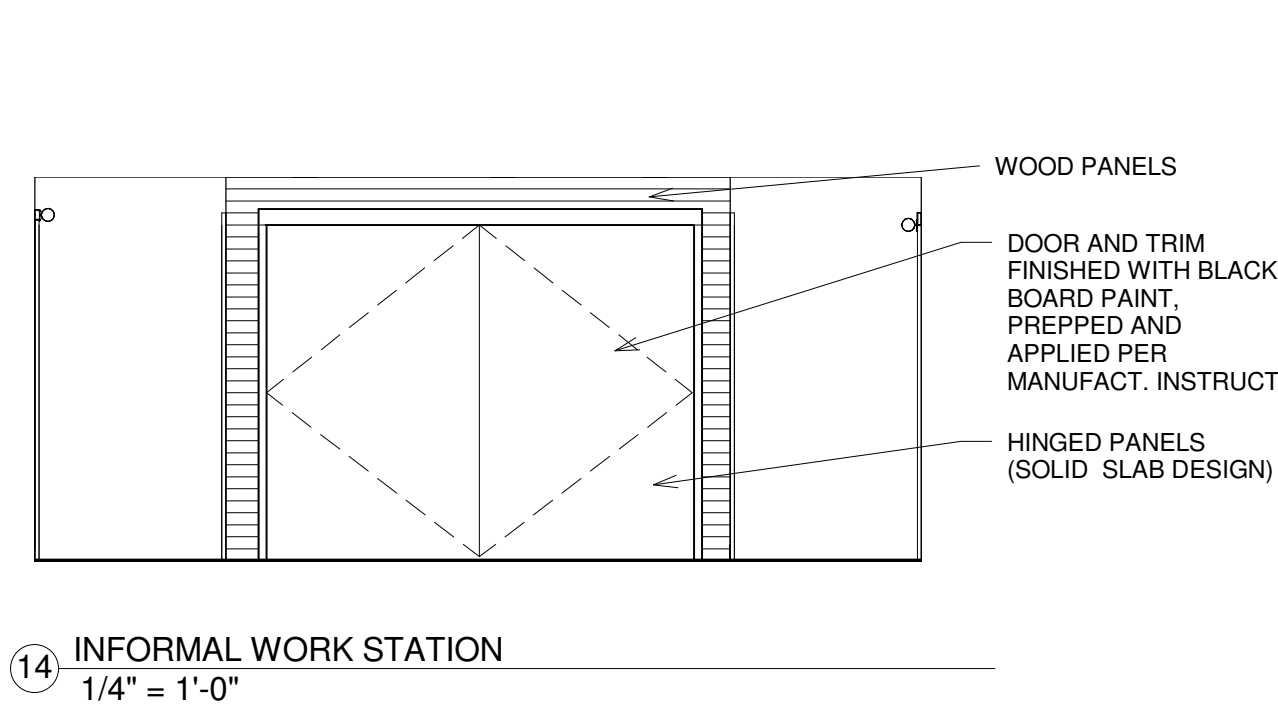 WOOD PANELS
DOOR AND TRIM
FINISHED WITH BLACK
BOARD PAINT,
PREPPED AND
APPLIED PER
MANUFACT. INSTRUCT
HINGED PANELS
(SOLID SLAB DESIGN)
14 INFORMAL WORK STATION
1/4" = 1'-0"